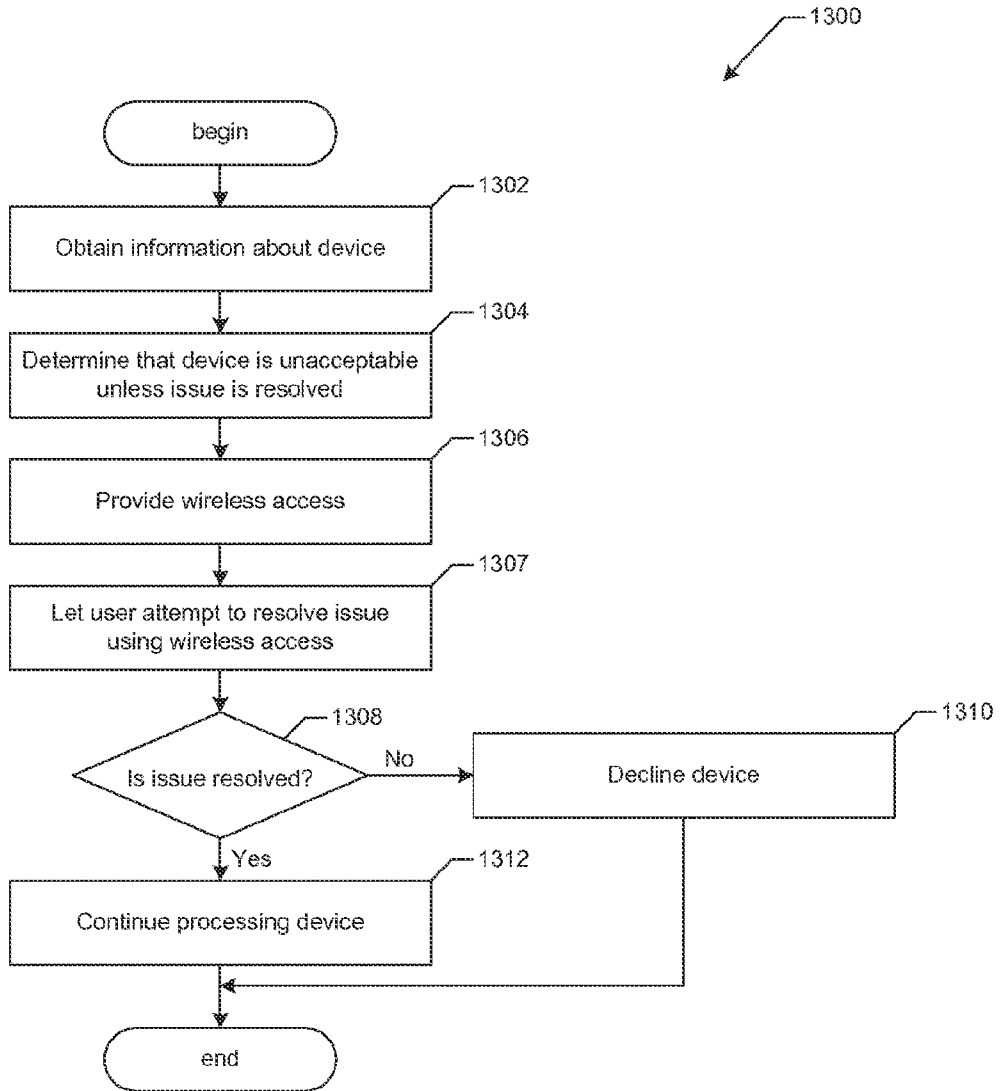 1300
begin
1302
Obtain information about device
1304
Determine that device is unacceptable
unless issue is resolved
1306
Provide wireless access
1307
Let user attempt to resolve issue
using wireless access
1308
Is issue resolved?
No
1310
Decline device
Yes
1312
Continue processing device
end